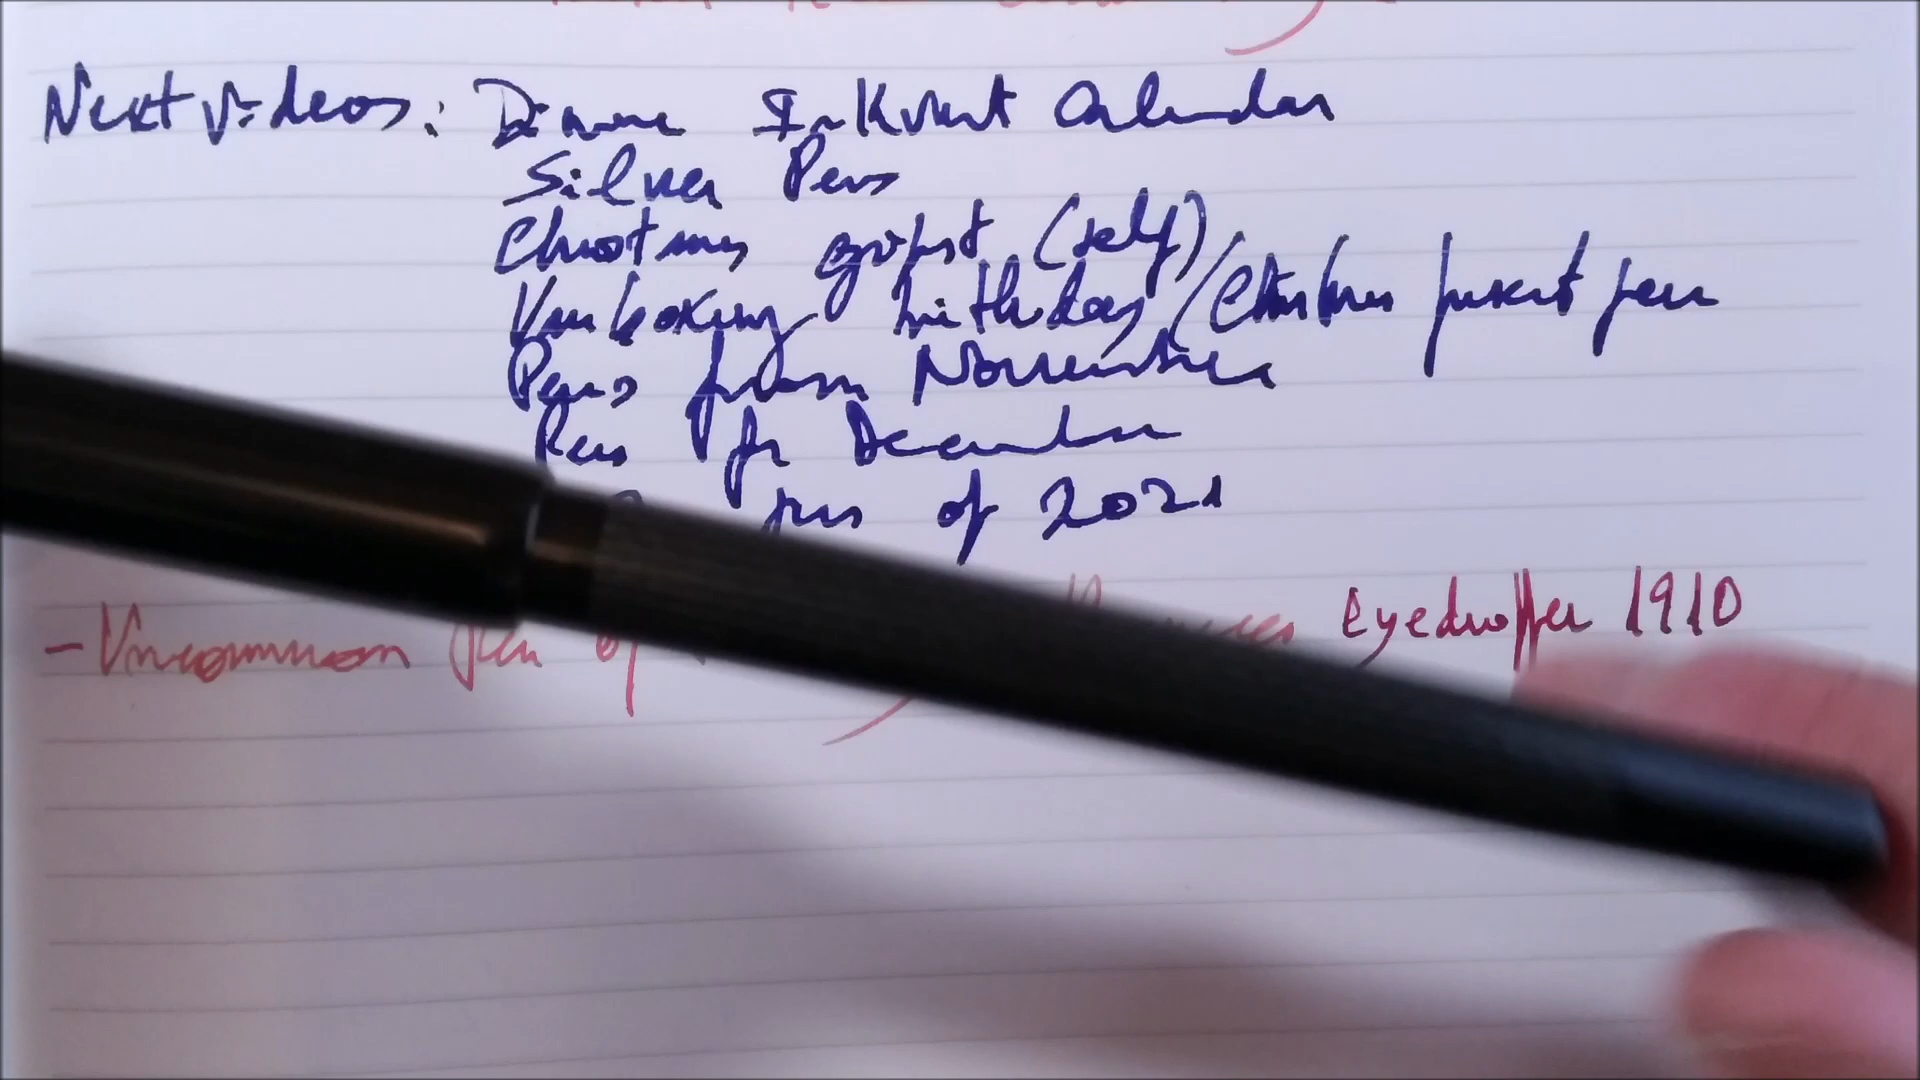 Next videos: Diamine Inkvent Calendar
Silver Pens
Christmas (self)
Unboxing birthday / Christmas present pen
Pens from November
Pens for December
pens of 2021
- Uncommon Pen of Eyedropper 1910